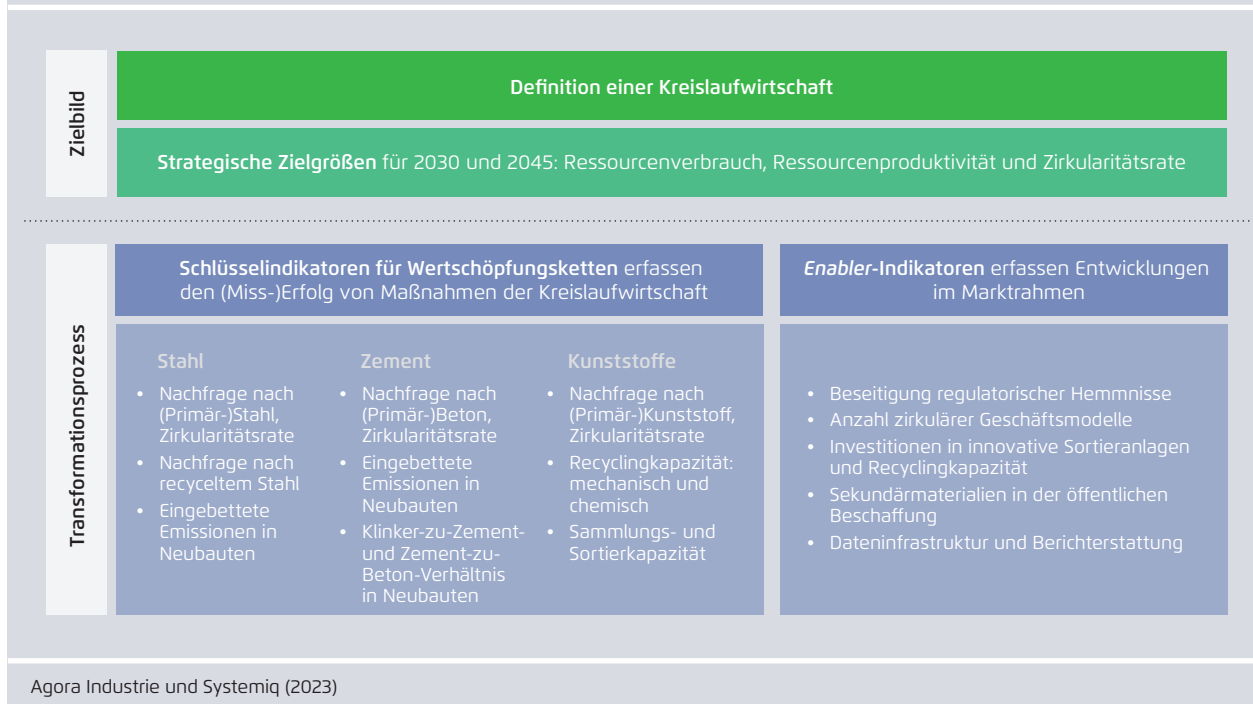 Zielbild
Definition einer Kreislaufwirtschaft
Strategische Zielgrößen für 2030 und 2045: Ressourcenverbrauch, Ressourcenproduktivität und Zirkularitätsrate
Transformationsprozess
Schlüsselindikatoren für Wertschöpfungsketten erfassen
den (Miss-)Erfolg von Maßnahmen der Kreislaufwirtschaft
Stahl
• Nachfrage nach
(Primär-)Stahl,
Zirkularitätsrate
• Nachfrage nach
recyceltem Stahl
• Eingebettete
Emissionen in
Neubauten
Zement
• Nachfrage nach
(Primär-)Beton,
Zirkularitätsrate
• Eingebettete
Emissionen in
Neubauten
• Klinker-zu-Zement-
und Zement-zu-
Beton-Verhältnis
in Neubauten
Kunststoffe
• Nachfrage nach
(Primär-)Kunststoff,
Zirkularitätsrate
• Recyclingkapazität:
mechanisch und
chemisch
• Sammlungs- und
Sortierkapazität
Enabler-Indikatoren erfassen Entwicklungen
im Marktrahmen
• Beseitigung regulatorischer Hemmnisse
• Anzahl zirkulärer Geschäftsmodelle
• Investitionen in innovative Sortieranlagen
und Recyclingkapazität
• Sekundärmaterialien in der öffentlichen
Beschaffung
• Dateninfrastruktur und Berichterstattung
Agora Industrie und Systemiq (2023)